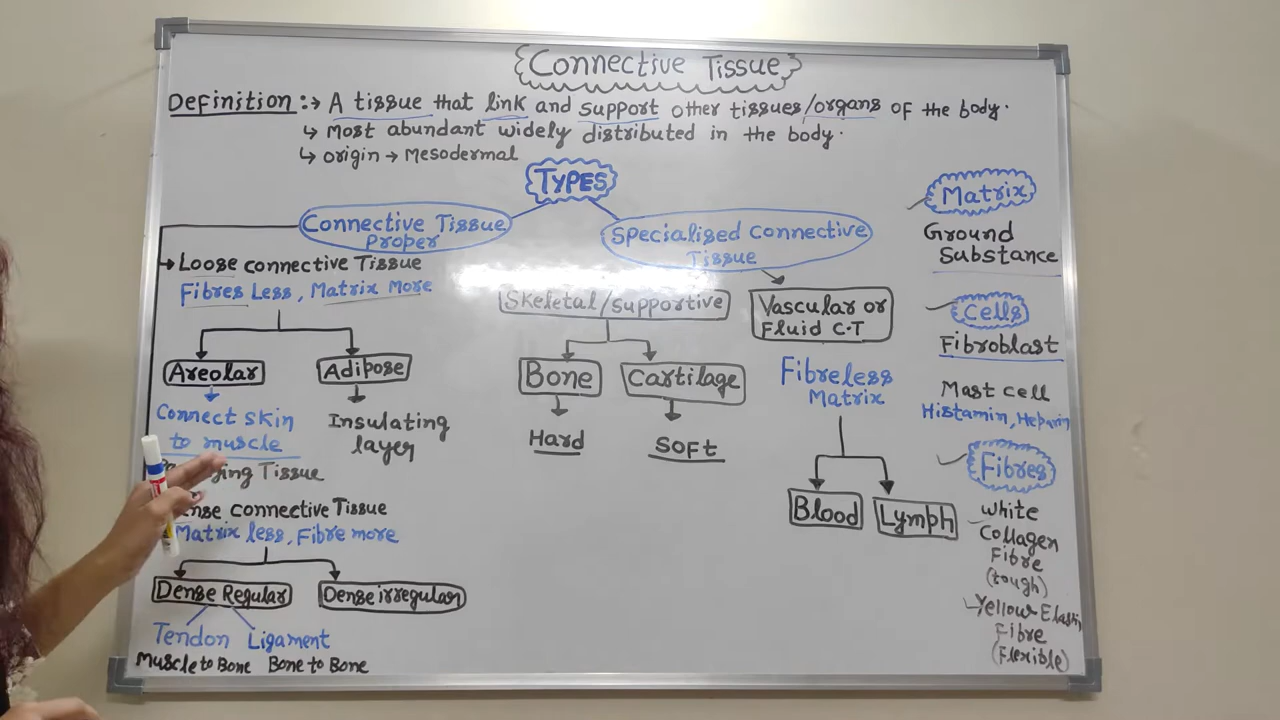 Connective Tissue
Definition :→ A tissue that link and support other tissues/organs of the body.
↳ Most abundant widely distributed in the body.
↳ origin → Mesodermal
TYPES
Connective Tissue
Proper
Loose connective Tissue
Fibres Less, Matrix More
Areolar
Connect skin
to muscle
Tissue
Adipose
Insulating
layer
connective Tissue
Matrix less, Fibre more
Dense Regular
Tendon Ligament
Muscle to Bone Bone to Bone
Dense irregular
Specialised Connective
Tissue
Skeletal/supportive
Bone
Hard
Cartilage
SOFt
Vascular or
Fluid C.T
Fibreless
Matrix
Blood
Lymph
Matrix
Ground
Substance
Cells
Fibroblast
Mast cell
Histamin, Heparin
Fibres
White
Collagen
Fibre
(tough)
Yellow Elastin
Fibre
(Flexible)